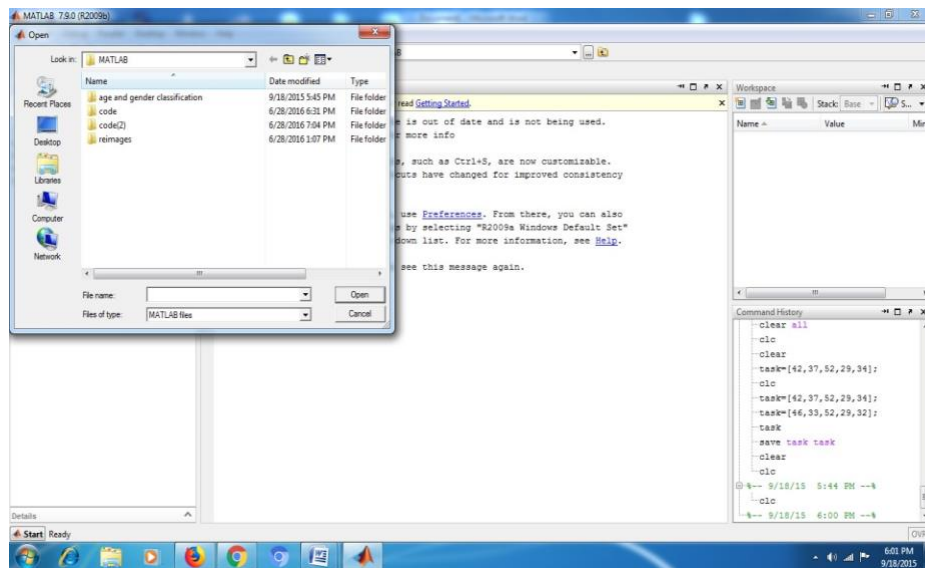 MATLAB 7.9.0 (R2009b)
Open
Look in: MATLAB
Name Date modified Type
age and gender classification 9/18/2015 5:45 PM File folder
code 6/28/2016 6:31 PM File folder
code(2) 6/28/2016 7:04 PM File folder
reimages 6/28/2016 1:07 PM File folder
Recent Places
Desktop
Libraries
Computer
Network
File name: Open
Files of type: MATLAB files Cancel
read Getting Started.
e is out of date and is not being used.
r more info
s, such as Ctrl+S, are now customizable.
cuts have changed for improved consistency
use Preferences. From there, you can also
s by selecting "R2009a Windows Default Set"
down list. For more information, see Help.
see this message again.
Workspace
Stack: Base S...
Name Value Min
Command History
clear all
clc
clear
task=[42,37,52,29,34];
clc
task=[42,37,52,29,34];
task=[46,33,52,29,32];
task
save task task
clear
clc
%-- 9/18/15 5:44 PM --%
clc
%-- 9/18/15 6:00 PM --%
Details
Start Ready
OVR
6:01 PM
9/18/2015